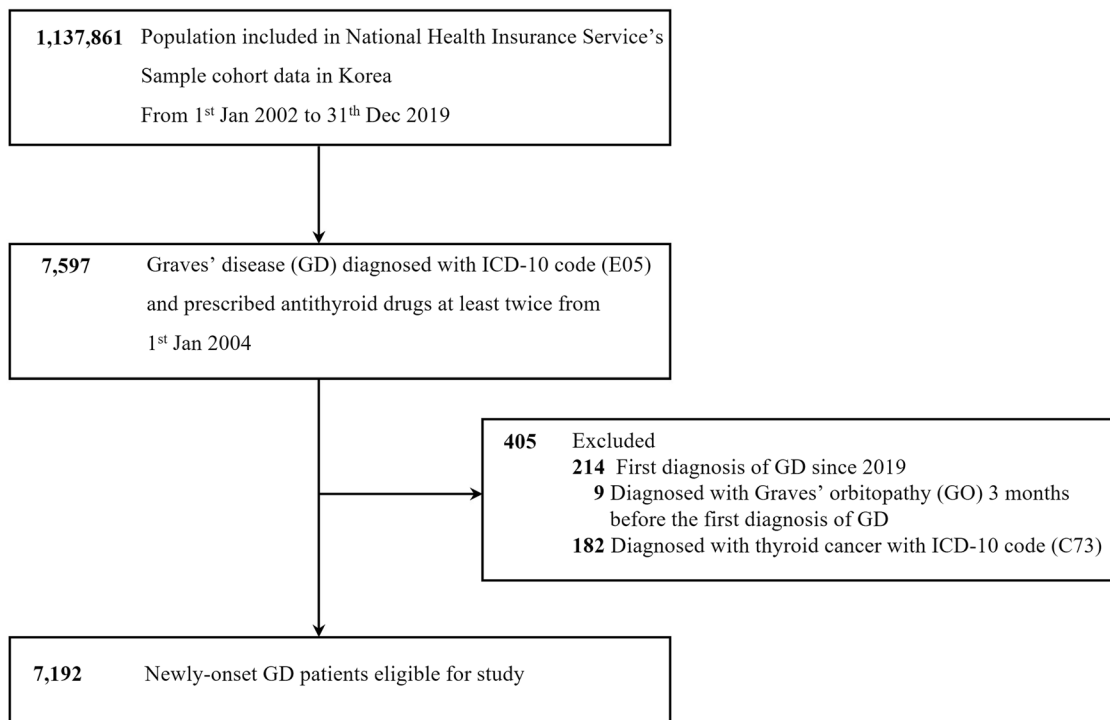 1,137,861 Population included in National Health Insurance Service's
Sample cohort data in Korea
From 1st Jan 2002 to 31th Dec 2019
7,597 Graves' disease (GD) diagnosed with ICD-10 code (E05)
and prescribed antithyroid drugs at least twice from
1st Jan 2004
405 Excluded
214 First diagnosis of GD since 2019
9 Diagnosed with Graves' orbitopathy (GO) 3 months
before the first diagnosis of GD
182 Diagnosed with thyroid cancer with ICD-10 code (C73)
7,192 Newly-onset GD patients eligible for study